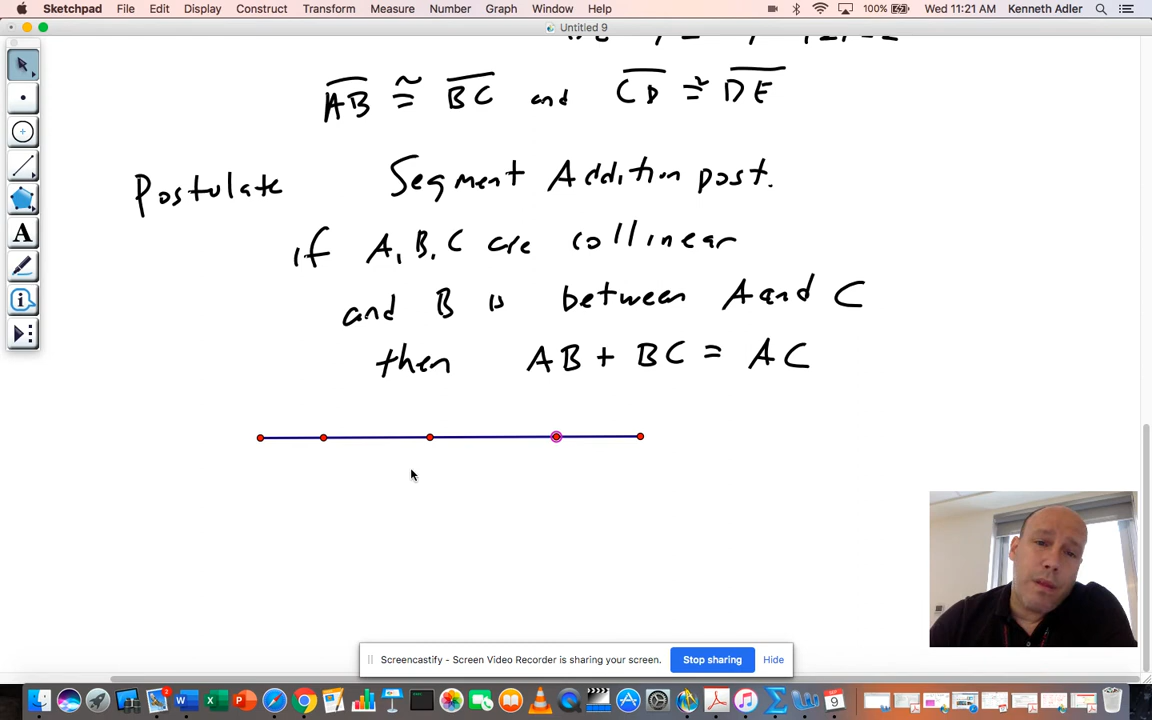 Sketchpad File Edit Display Construct Transform Measure Number Graph Window Help 100% Wed 11:21 AM Kenneth Adler
Untitled 9
AB ≅ BC and CD ≅ DE
Postulate Segment Addition post.
if A, B, C are collinear
and B is between A and C
then AB + BC = AC
Screencastify - Screen Video Recorder is sharing your screen. Stop sharing Hide